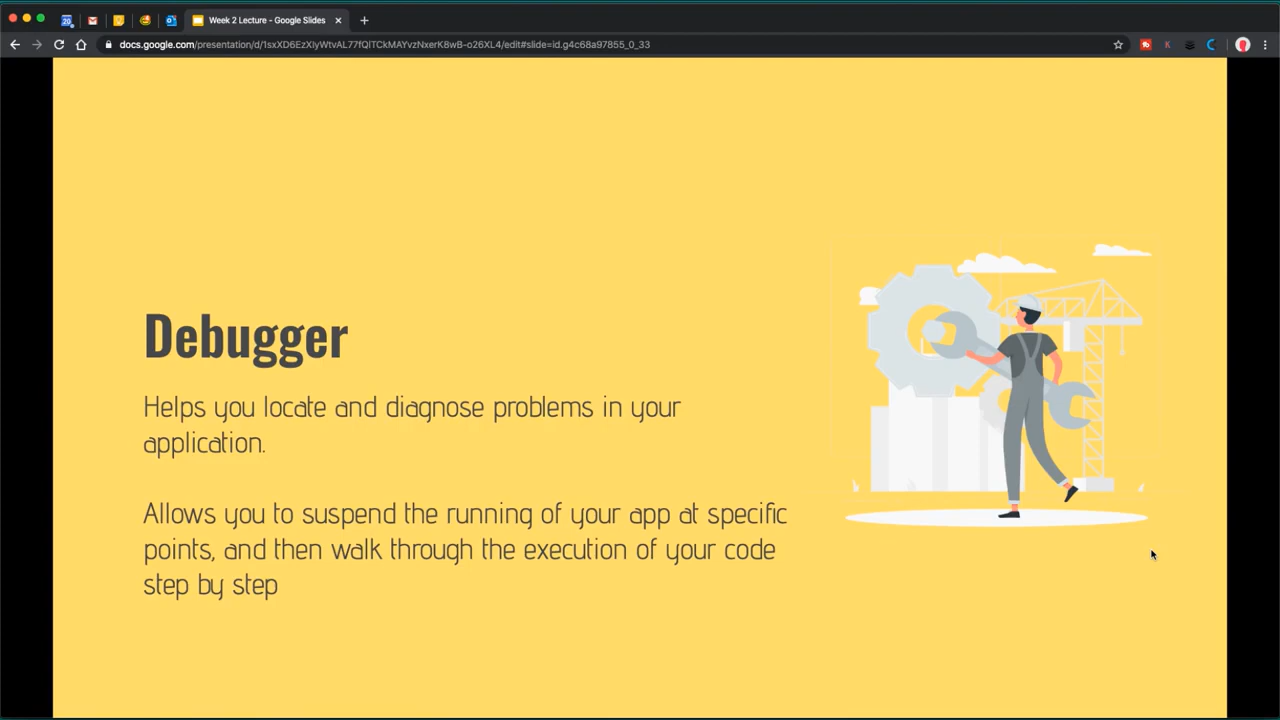 Week 2 Lecture - Google Slides
docs.google.com/presentation/d/1sxXD6EzXIyWtvAL77fQITCkMAYvzNxerK8wB-o26XL4/edit#slide=id.g4c68a97855_0_33
Debugger
Helps you locate and diagnose problems in your
application.
Allows you to suspend the running of your app at specific
points, and then walk through the execution of your code
step by step